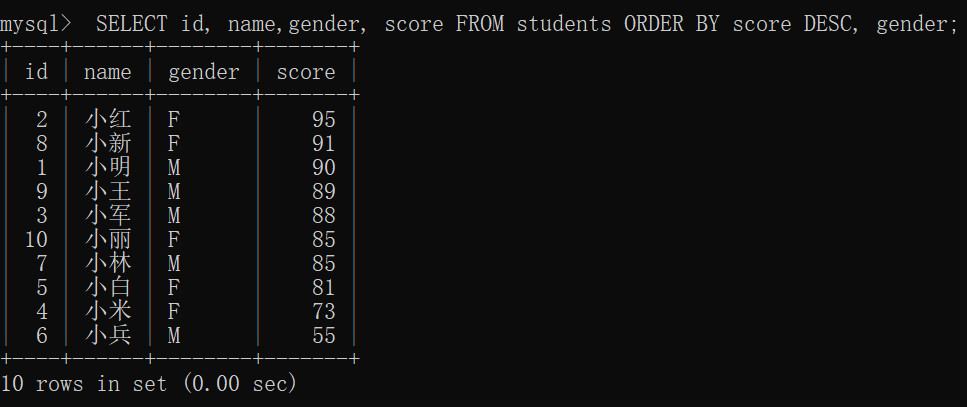 mysql>  SELECT id, name,gender, score FROM students ORDER BY score DESC, gender;
+----+------+--------+-------+
| id | name | gender | score |
+----+------+--------+-------+
|  2 | 小红 | F      |    95 |
|  8 | 小新 | F      |    91 |
|  1 | 小明 | M      |    90 |
|  9 | 小王 | M      |    89 |
|  3 | 小军 | M      |    88 |
| 10 | 小丽 | F      |    85 |
|  7 | 小林 | M      |    85 |
|  5 | 小白 | F      |    81 |
|  4 | 小米 | F      |    73 |
|  6 | 小兵 | M      |    55 |
+----+------+--------+-------+
10 rows in set (0.00 sec)